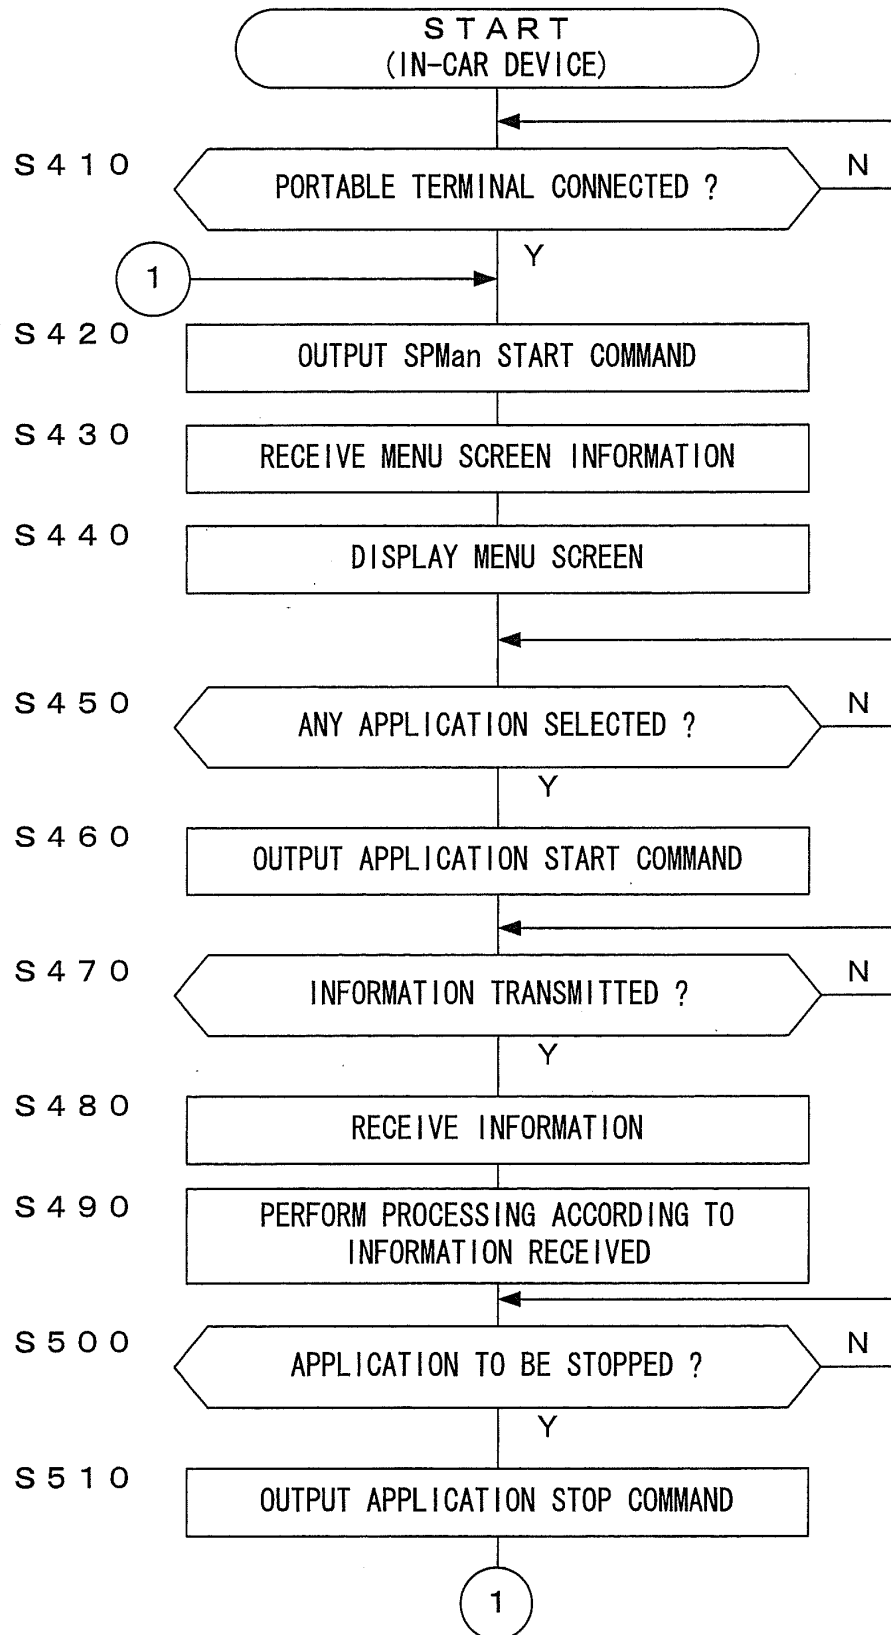 START
(IN-CAR DEVICE)
S410
PORTABLE TERMINAL CONNECTED ?
N
Y
1
S420
OUTPUT SPMan START COMMAND
S430
RECEIVE MENU SCREEN INFORMATION
S440
DISPLAY MENU SCREEN
S450
ANY APPLICATION SELECTED ?
N
Y
S460
OUTPUT APPLICATION START COMMAND
S470
INFORMATION TRANSMITTED ?
N
Y
S480
RECEIVE INFORMATION
S490
PERFORM PROCESSING ACCORDING TO
INFORMATION RECEIVED
S500
APPLICATION TO BE STOPPED ?
N
Y
S510
OUTPUT APPLICATION STOP COMMAND
1